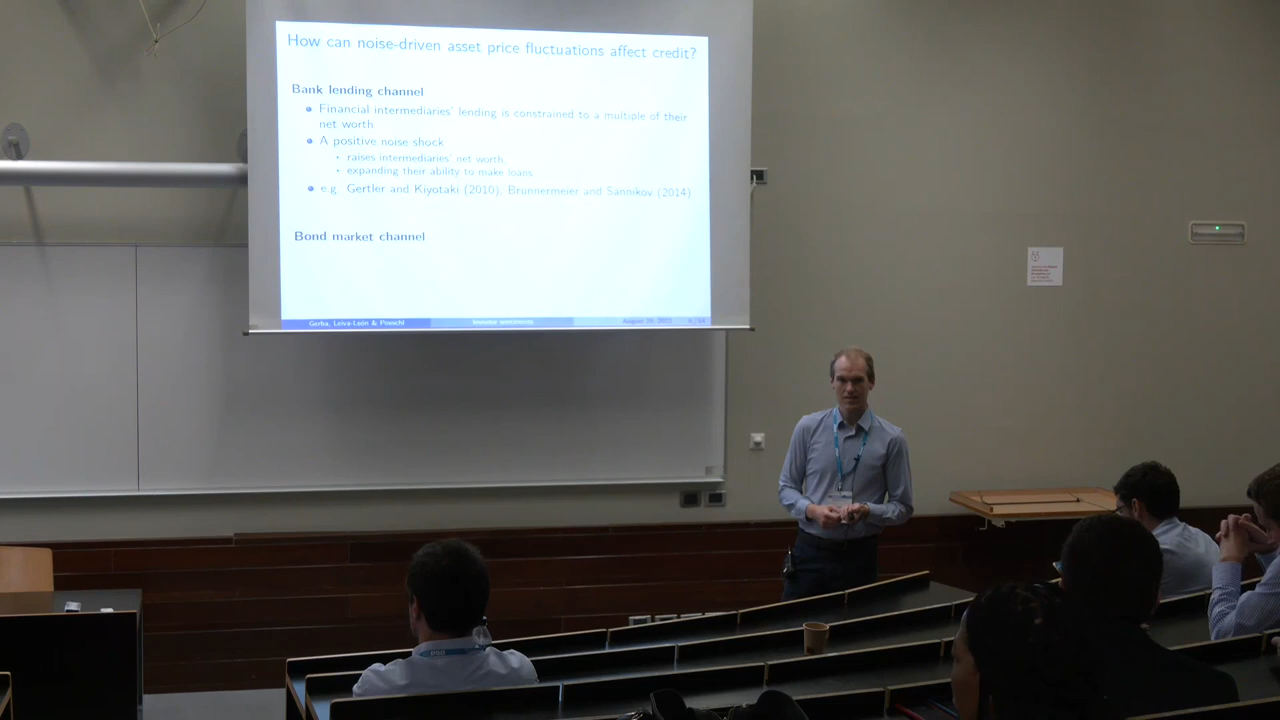 How can noise-driven asset price fluctuations affect credit?
Bank lending channel
Financial intermediaries' lending is constrained to a multiple of their
net worth
A positive noise shock
raises intermediaries' net worth,
expanding their ability to make loans
e.g. Gertler and Kiyotaki (2010), Brunnermeier and Sannikov (2014)
Bond market channel
Gerba, Leiva-León & Poeschl